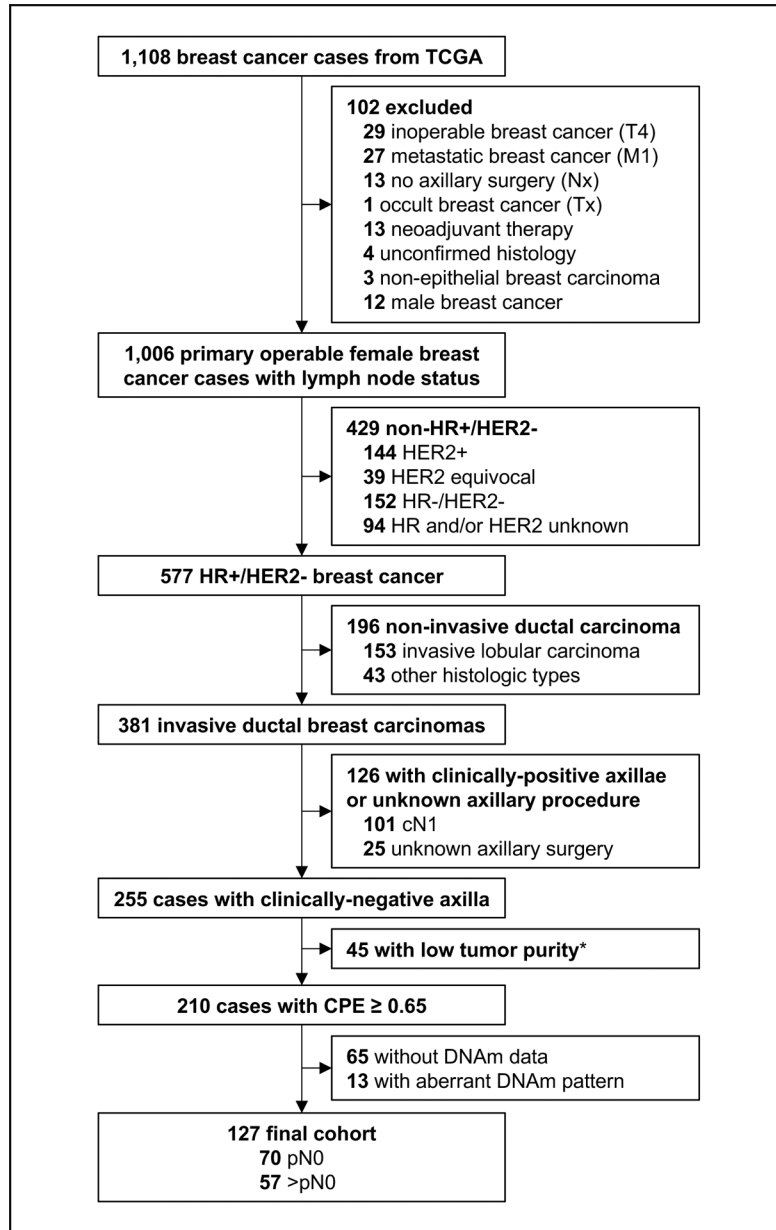 1,108 breast cancer cases from TCGA
102 excluded
29 inoperable breast cancer (T4)
27 metastatic breast cancer (M1)
13 no axillary surgery (Nx)
1 occult breast cancer (Tx)
13 neoadjuvant therapy
4 unconfirmed histology
3 non-epithelial breast carcinoma
12 male breast cancer
1,006 primary operable female breast
cancer cases with lymph node status
429 non-HR+/HER2-
144 HER2+
39 HER2 equivocal
152 HR-/HER2-
94 HR and/or HER2 unknown
577 HR+/HER2- breast cancer
196 non-invasive ductal carcinoma
153 invasive lobular carcinoma
43 other histologic types
381 invasive ductal breast carcinomas
126 with clinically-positive axillae
or unknown axillary procedure
101 cN1
25 unknown axillary surgery
255 cases with clinically-negative axilla
45 with low tumor purity*
210 cases with CPE ≥ 0.65
65 without DNAm data
13 with aberrant DNAm pattern
127 final cohort
70 pN0
57 >pN0